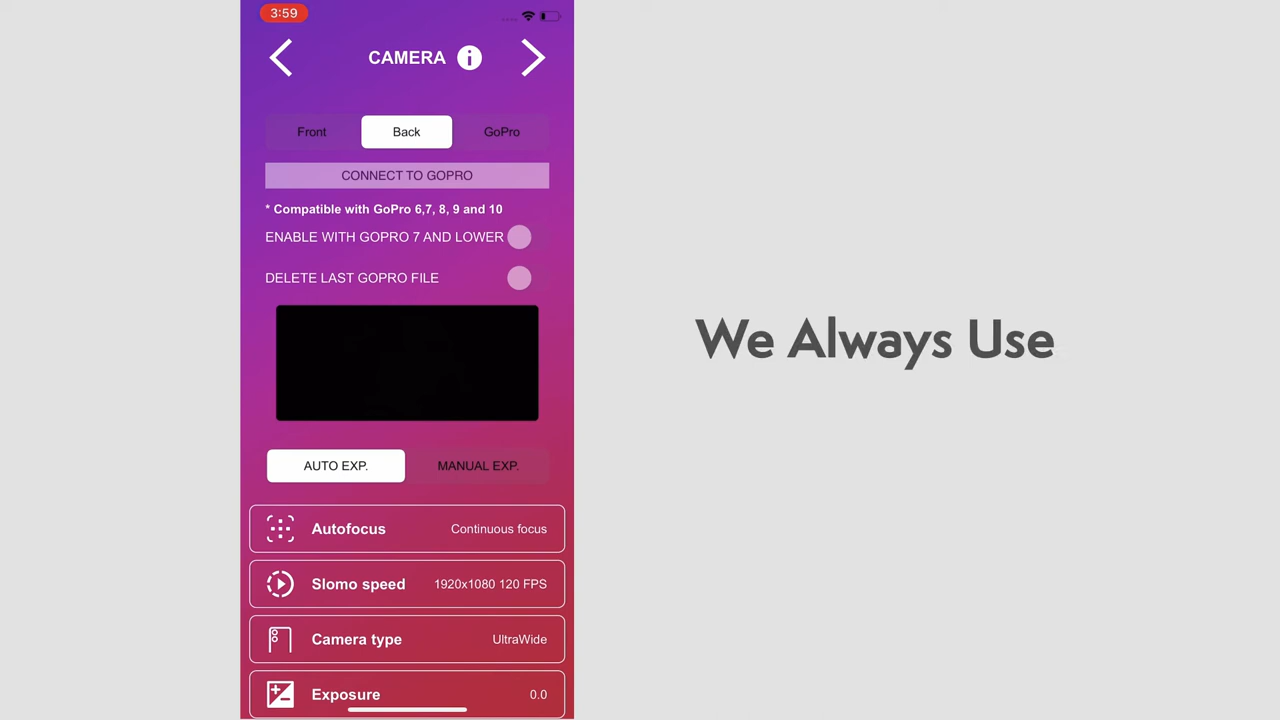 3:59
CAMERA
Front Back GoPro
CONNECT TO GOPRO
* Compatible with GoPro 6,7, 8, 9 and 10
ENABLE WITH GOPRO 7 AND LOWER
DELETE LAST GOPRO FILE
We Always Use
AUTO EXP. MANUAL EXP.
Autofocus Continuous focus
Slomo speed 1920x1080 120 FPS
Camera type UltraWide
Exposure 0.0